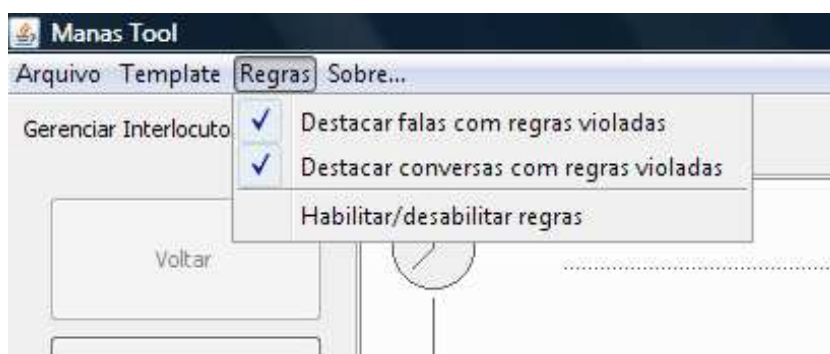 Manas Tool
Arquivo Template Regras Sobre...
Gerenciar Interlocuto
Destacar falas com regras violadas
Destacar conversas com regras violadas
Habilitar/desabilitar regras
Voltar